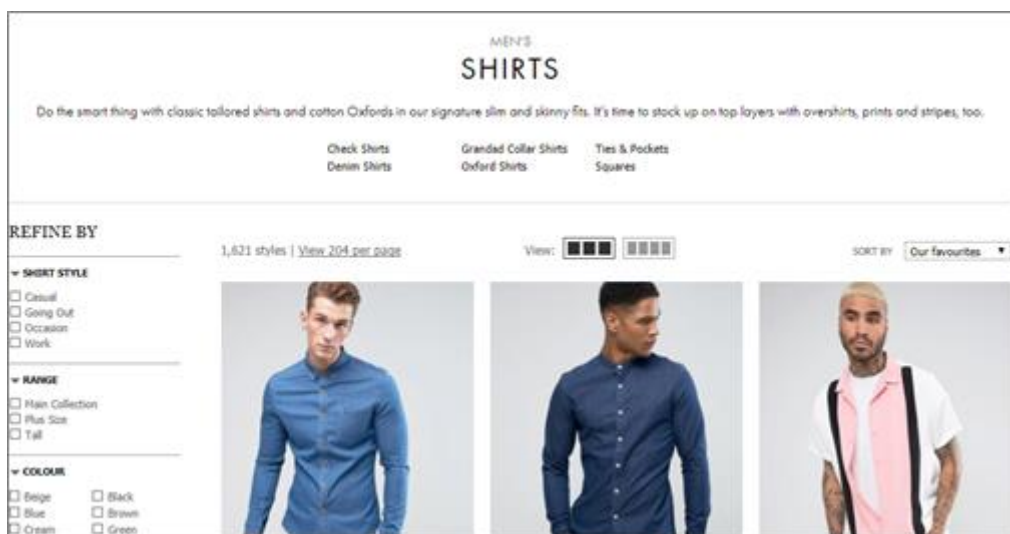 MEN'S
SHIRTS
Do the smart thing with classic tailored shirts and cotton Oxfords in our signature slim and skinny fits. It's time to stock up on top layers with overshirts, prints and stripes, too.
Check Shirts
Denim Shirts
Grandad Collar Shirts
Oxford Shirts
Ties & Pockets
Squares
REFINE BY
SHIRT STYLE
Casual
Going Out
Occasion
Work
RANGE
Main Collection
Plus Size
Tall
COLOUR
Beige Black
Blue Brown
Cream Green
1,621 styles | View 204 per page
View:
SORT BY Our favourites